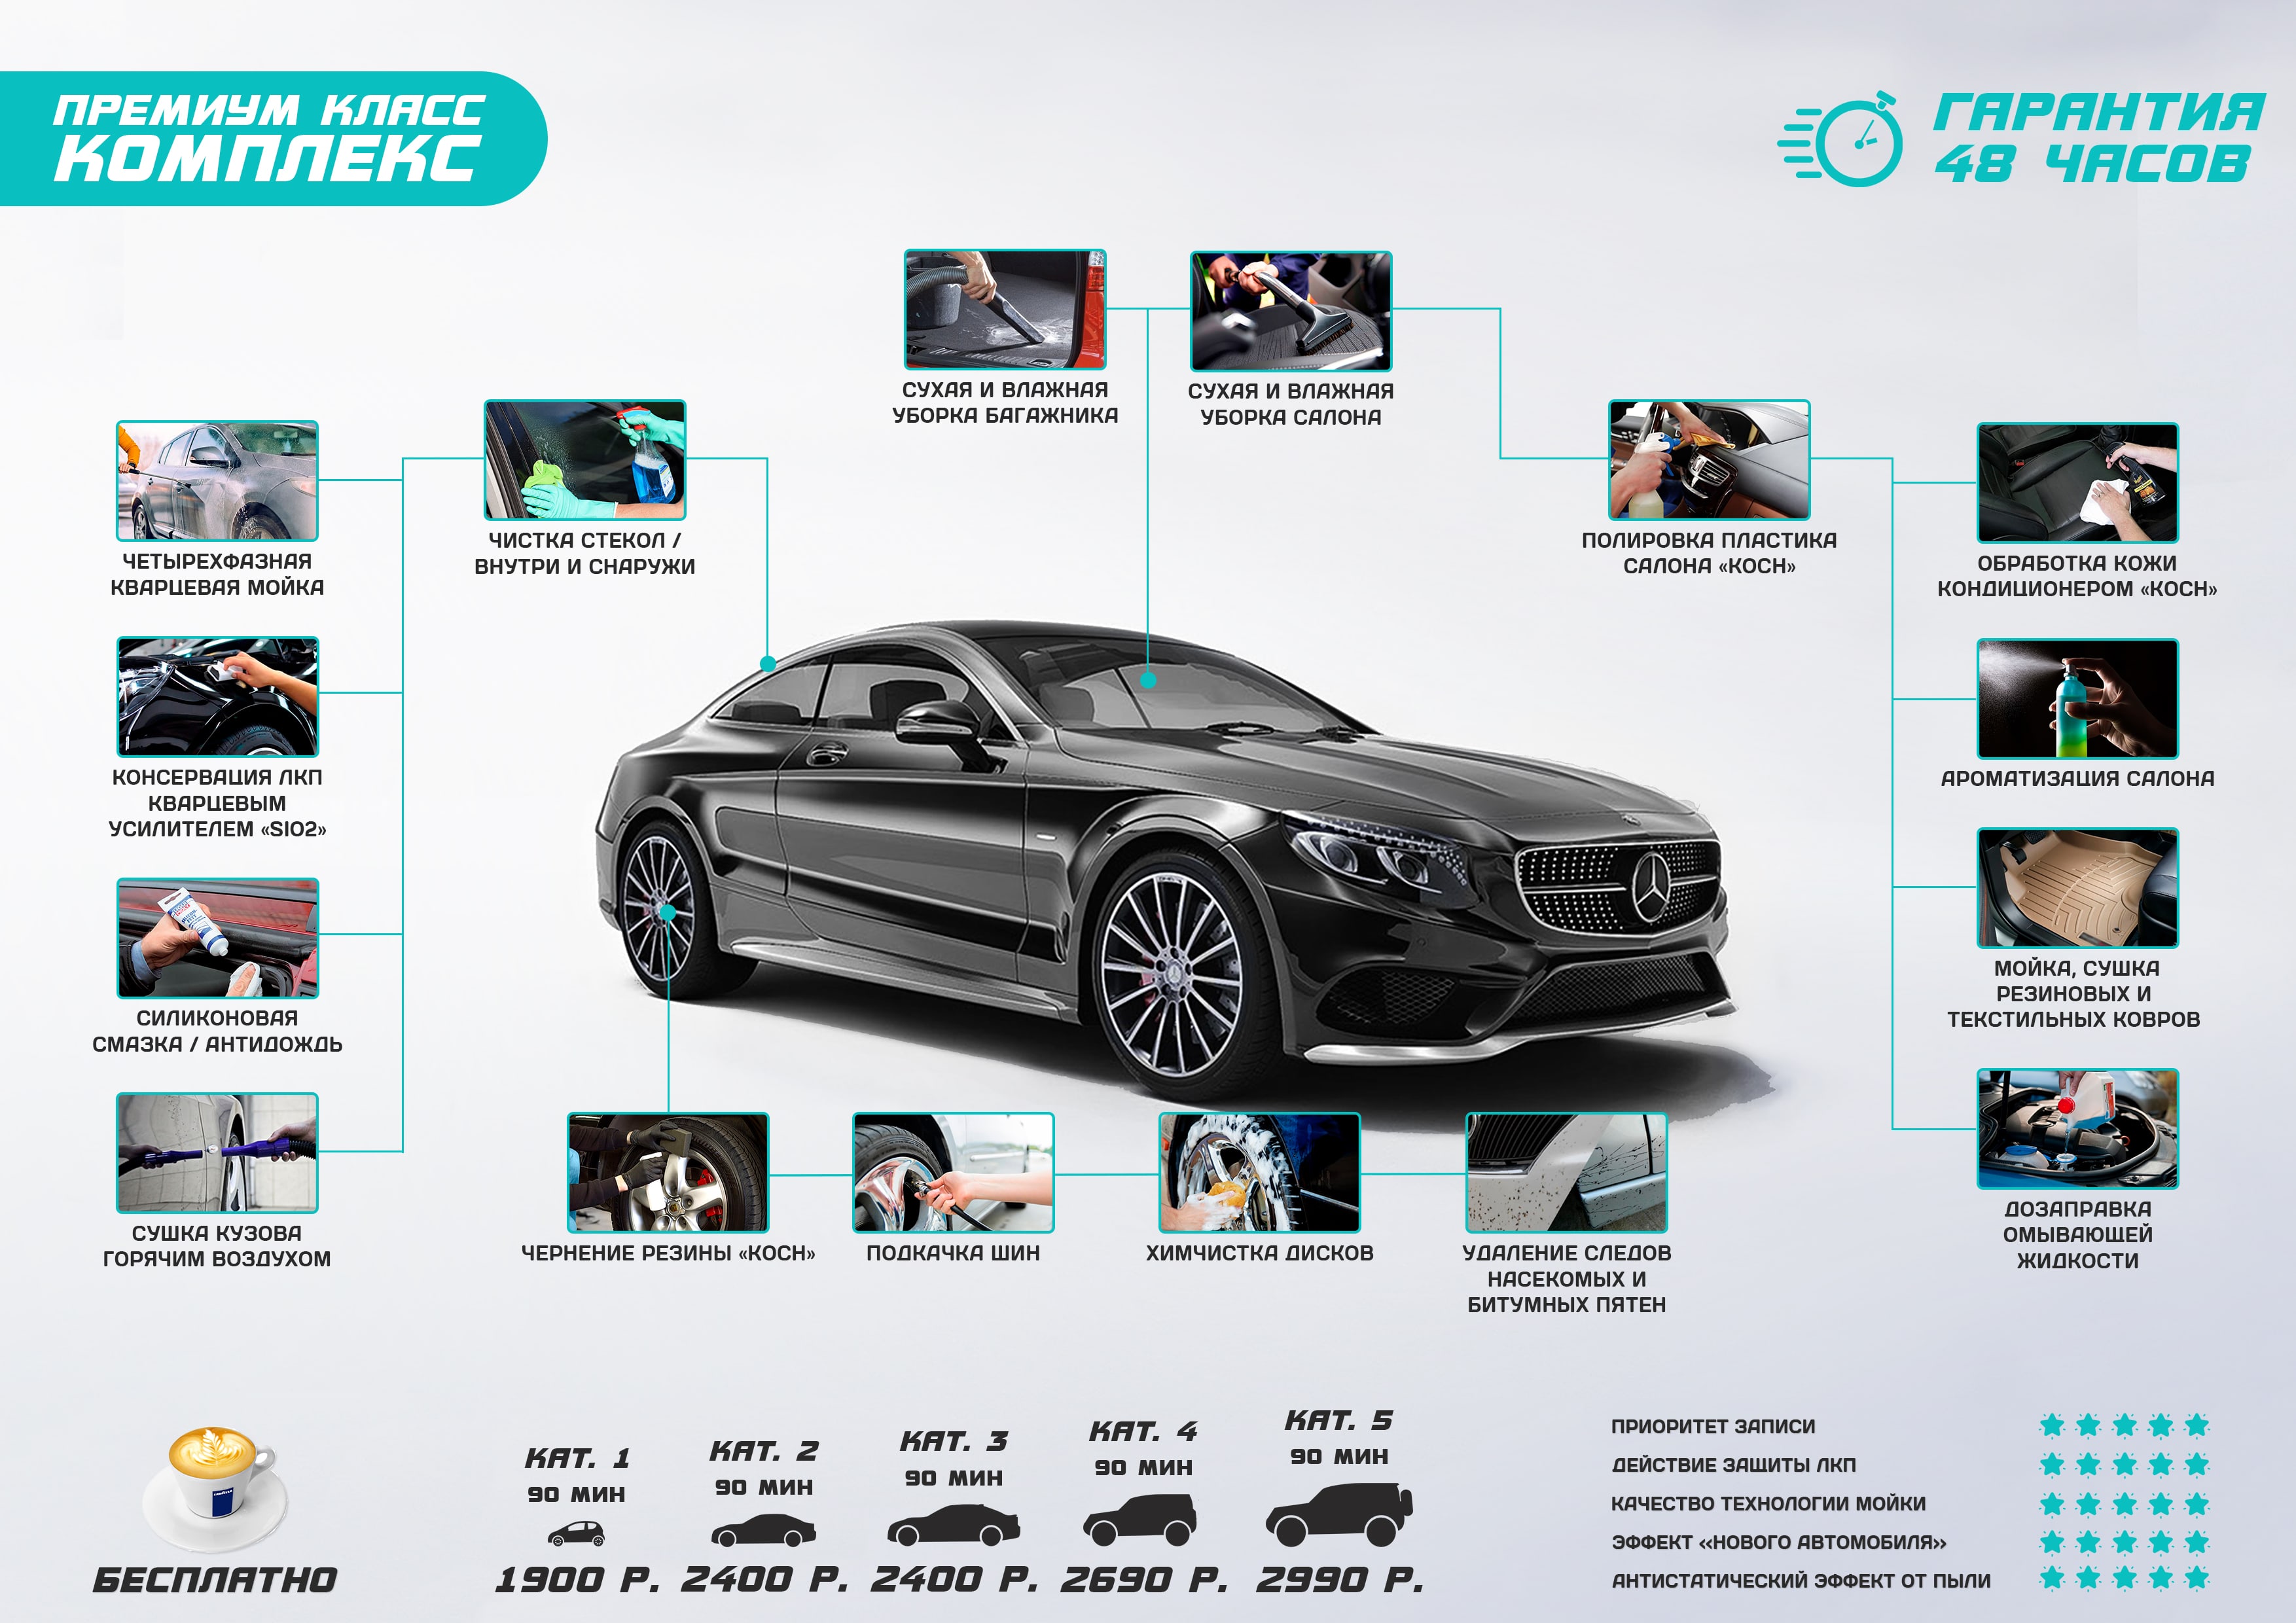 ПРЕМИУМ КЛАСС
КОМПЛЕКС
ГАРАНТИЯ
48 ЧАСОВ
СУХАЯ И ВЛАЖНАЯ
УБОРКА БАГАЖНИКА
СУХАЯ И ВЛАЖНАЯ
УБОРКА САЛОНА
ЧЕТЫРЕХФАЗНАЯ
КВАРЦЕВАЯ МОЙКА
ЧИСТКА СТЕКОЛ /
ВНУТРИ И СНАРУЖИ
ПОЛИРОВКА ПЛАСТИКА
САЛОНА «KOCH»
ОБРАБОТКА КОЖИ
КОНДИЦИОНЕРОМ «KOCH»
КОНСЕРВАЦИЯ ЛКП
КВАРЦЕВЫМ
УСИЛИТЕЛЕМ «SIO2»
АРОМАТИЗАЦИЯ САЛОНА
СИЛИКОНОВАЯ
СМАЗКА / АНТИДОЖДЬ
МОЙКА, СУШКА
РЕЗИНОВЫХ И
ТЕКСТИЛЬНЫХ КОВРОВ
СУШКА КУЗОВА
ГОРЯЧИМ ВОЗДУХОМ
ЧЕРНЕНИЕ РЕЗИНЫ «KOCH»
ПОДКАЧКА ШИН
ХИМЧИСТКА ДИСКОВ
УДАЛЕНИЕ СЛЕДОВ
НАСЕКОМЫХ И
БИТУМНЫХ ПЯТЕН
ДОЗАПРАВКА
ОМЫВАЮЩЕЙ
ЖИДКОСТИ
LAVAZZA
БЕСПЛАТНО
КАТ. 1
90 МИН
1900 Р.
КАТ. 2
90 МИН
2400 Р.
КАТ. 3
90 МИН
2400 Р.
КАТ. 4
90 МИН
2690 Р.
КАТ. 5
90 МИН
2990 Р.
ПРИОРИТЕТ ЗАПИСИ
ДЕЙСТВИЕ ЗАЩИТЫ ЛКП
КАЧЕСТВО ТЕХНОЛОГИИ МОЙКИ
ЭФФЕКТ «НОВОГО АВТОМОБИЛЯ»
АНТИСТАТИЧЕСКИЙ ЭФФЕКТ ОТ ПЫЛИ